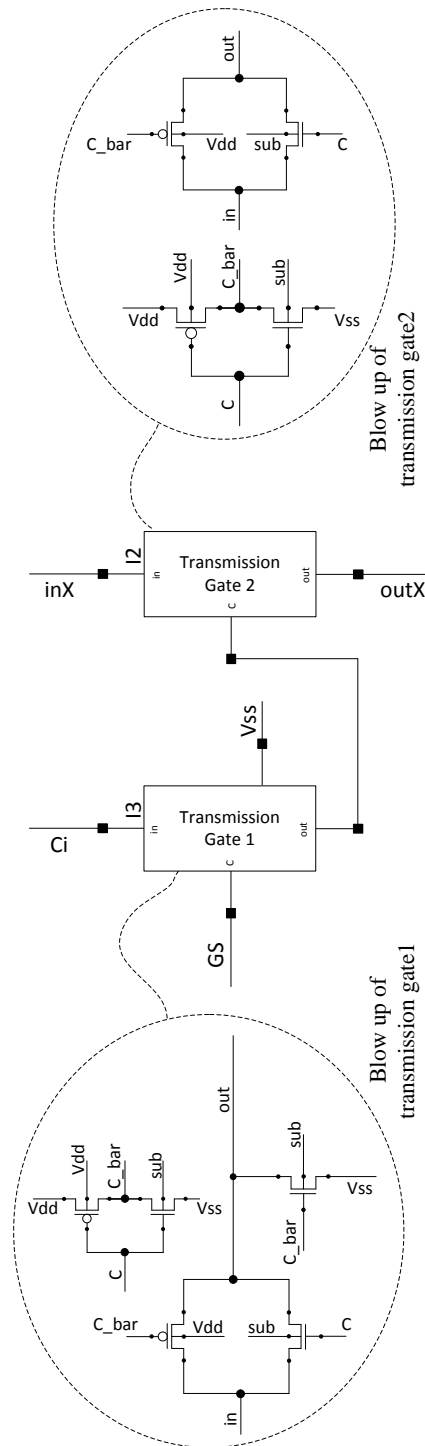 out
C_bar
Vdd
sub
C
in
Vdd
C_bar
sub
Vdd
Vss
C
Blow up of
transmission gate2
inX
I2
in
Transmission
Gate 2
C
out
outX
Vss
Ci
I3
in
Transmission
Gate 1
C
out
GS
Blow up of
transmission gate1
out
Vdd
C_bar
sub
Vdd
Vss
C
sub
Vss
C_bar
C_bar
Vdd
sub
C
in